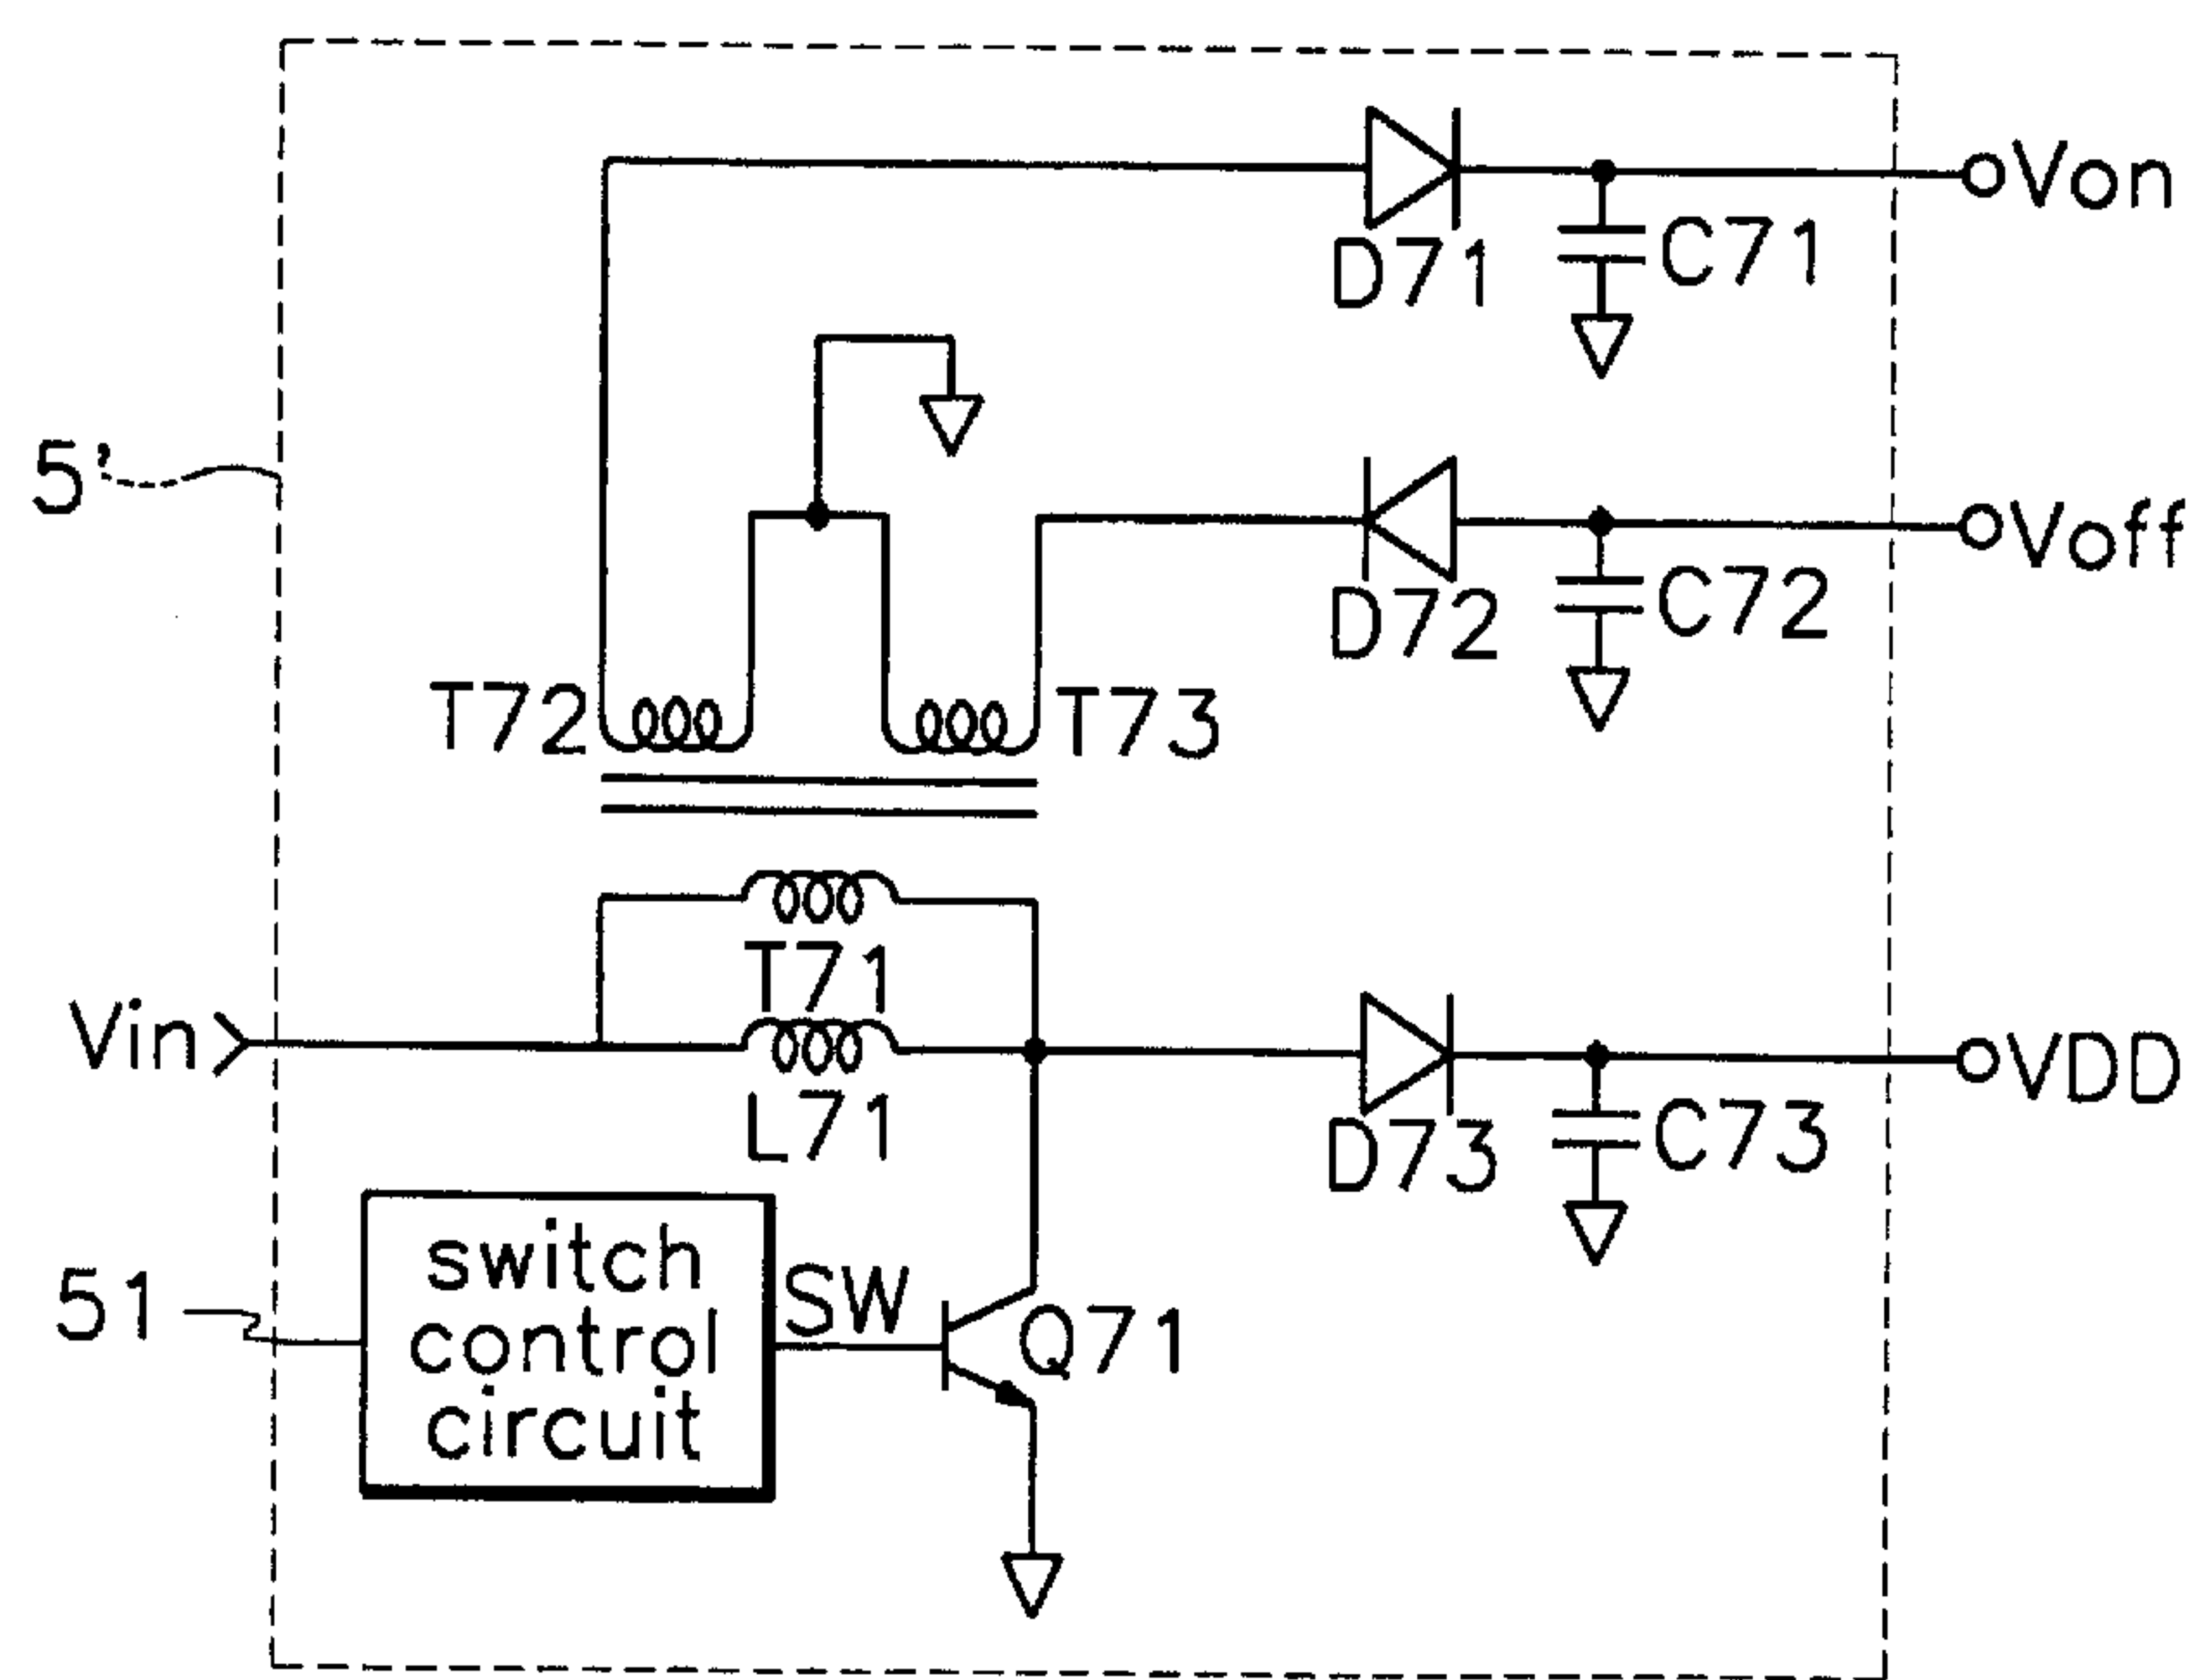 Von
D71
C71
5'
Voff
D72
C72
T72
T73
T71
Vin
VDD
L71
D73
C73
51
switch
control
circuit
SW
Q71